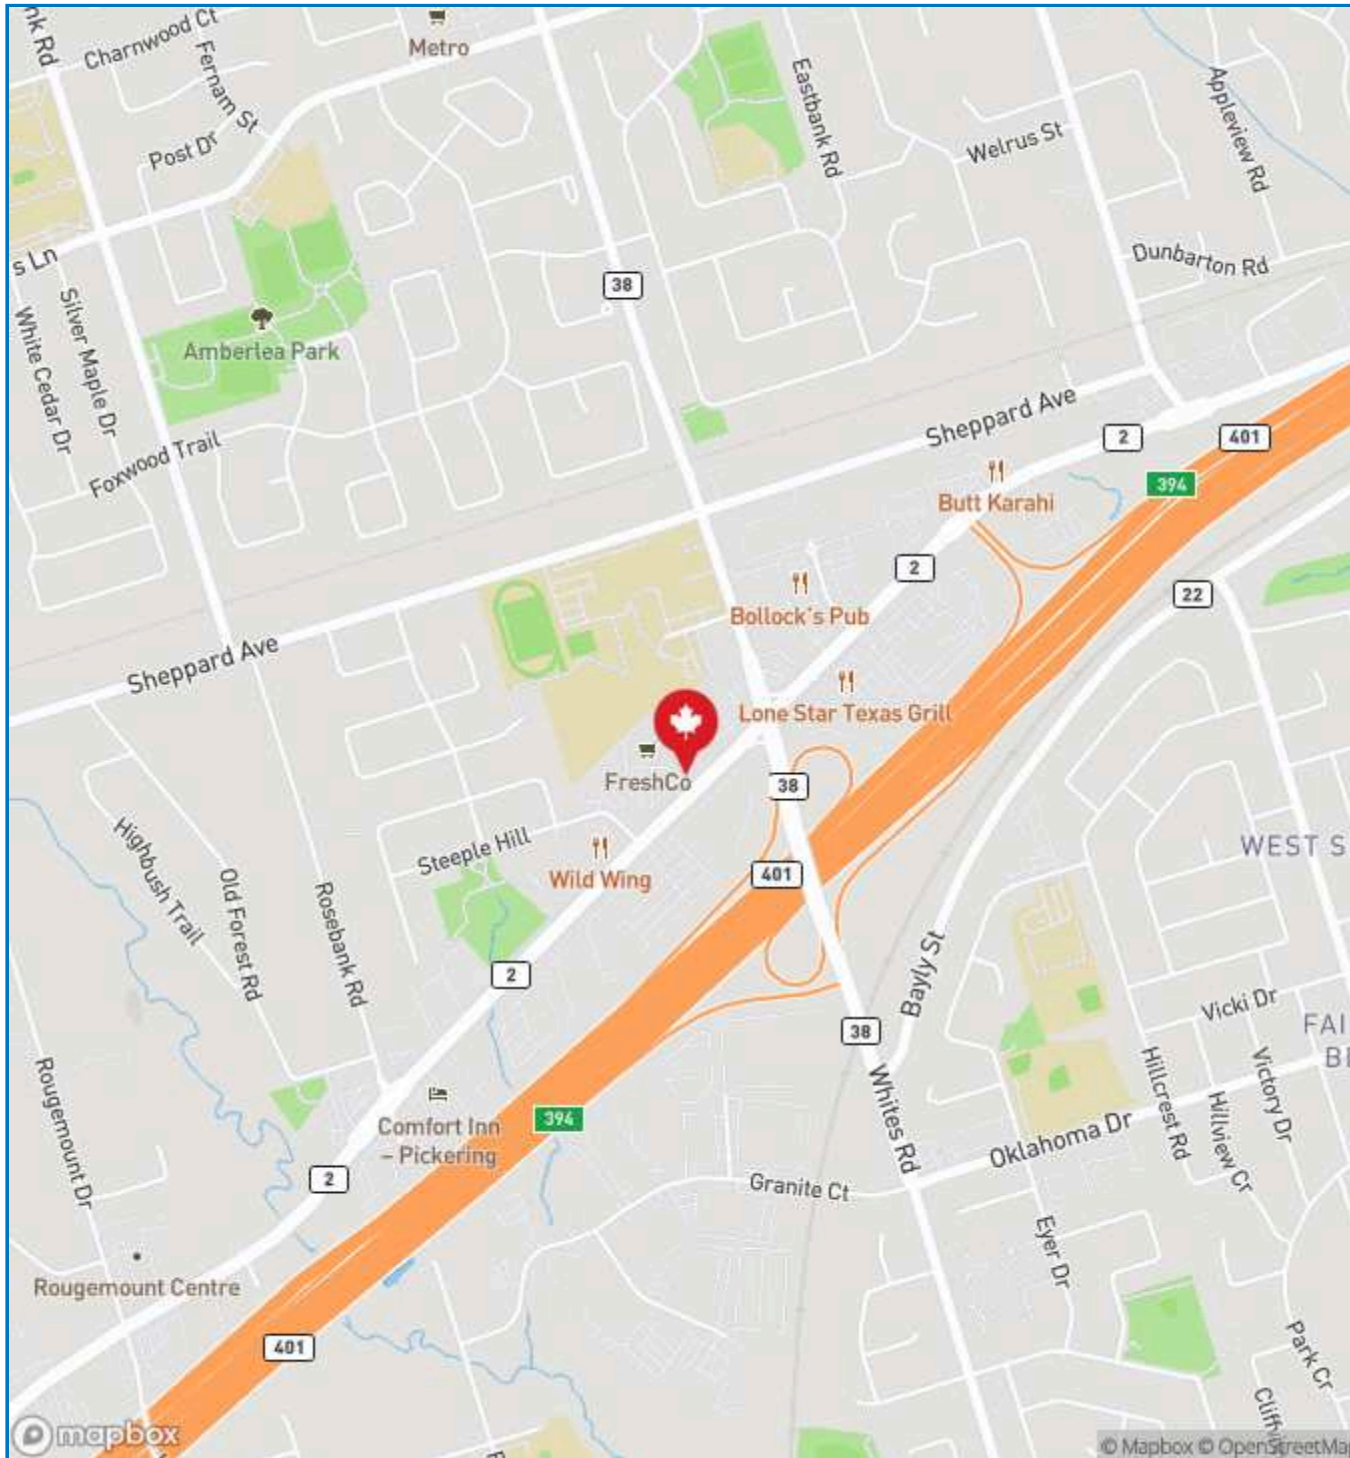 nk Rd
Charnwood Ct
Fernam St
Metro
Post Dr
Eastbank Rd
Appleview Rd
Welrus St
s Ln
Dunbarton Rd
38
Silver Maple Dr
White Cedar Dr
Amberlea Park
Foxwood Trail
Sheppard Ave
2
401
394
Butt Karahi
2
22
Bollock's Pub
Sheppard Ave
Lone Star Texas Grill
FreshCo
38
Steeple Hill
Wild Wing
401
WEST S
Highbush Trail
Old Forest Rd
Rosebank Rd
2
Bayly St
Vicki Dr
FAI
BE
38
Rougemount Dr
Whites Rd
Hillcrest Rd
Hillview Cr
Victory Dr
Comfort Inn
– Pickering
394
Oklahoma Dr
2
Granite Ct
Eyer Dr
Rougemount Centre
401
Park Cr
Cliffvi
mapbox
© Mapbox © OpenStreetMap